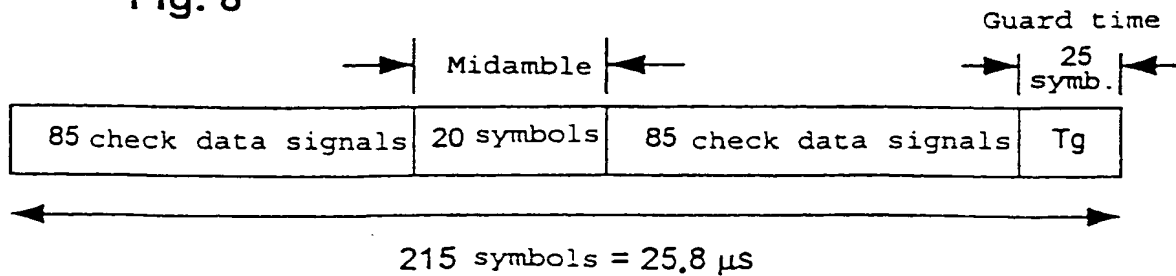 Fig. 8
Guard time
Midamble
25
symb.
85 check data signals
20 symbols
85 check data signals
Tg
215 symbols = 25.8 µs